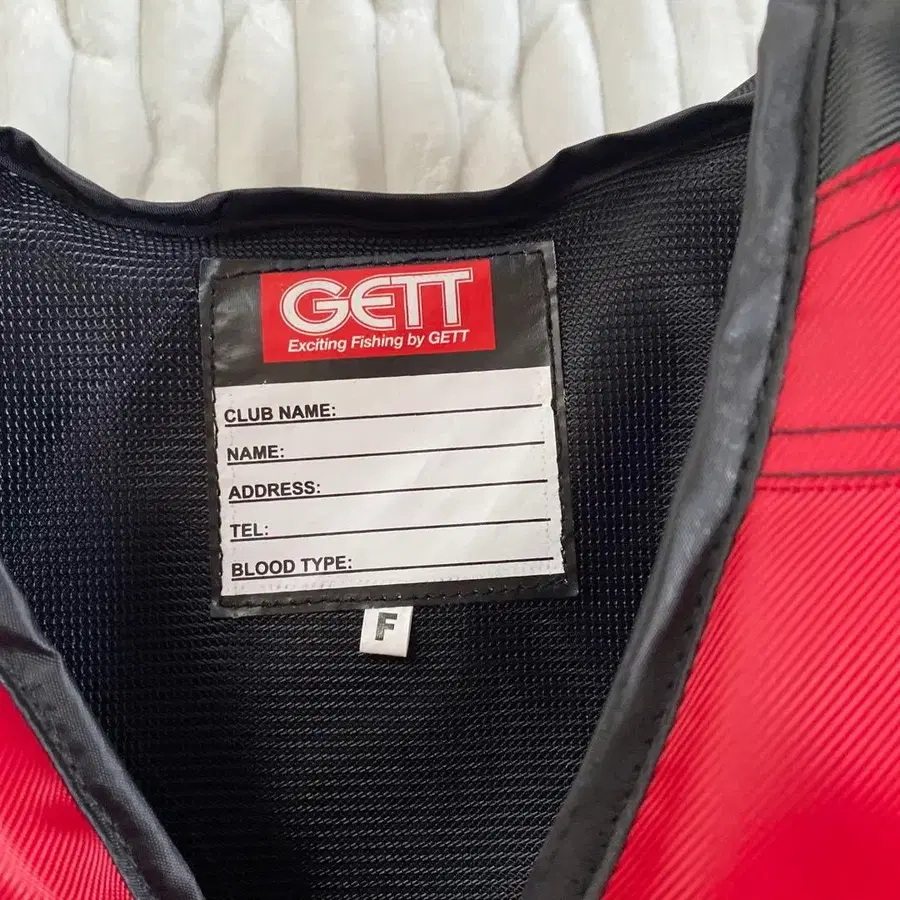 GETT
Exciting Fishing by GETT
CLUB NAME:
NAME:
ADDRESS:
TEL:
BLOOD TYPE:
F